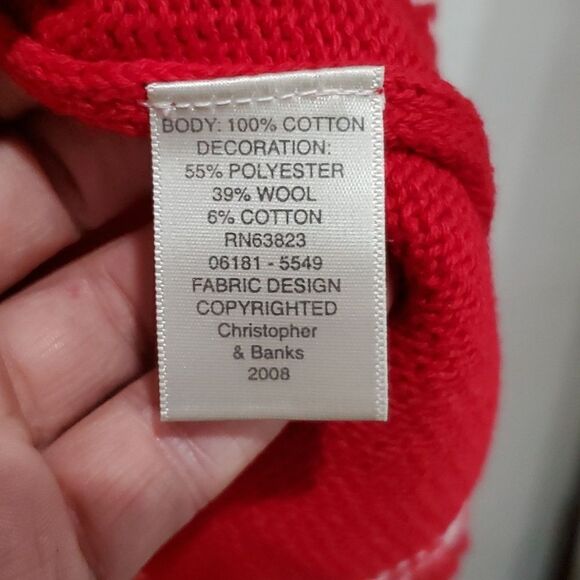 BODY: 100% COTTON
DECORATION:
55% POLYESTER
39% WOOL
6% COTTON
RN63823
06181 - 5549
FABRIC DESIGN
COPYRIGHTED
Christopher
& Banks
2008